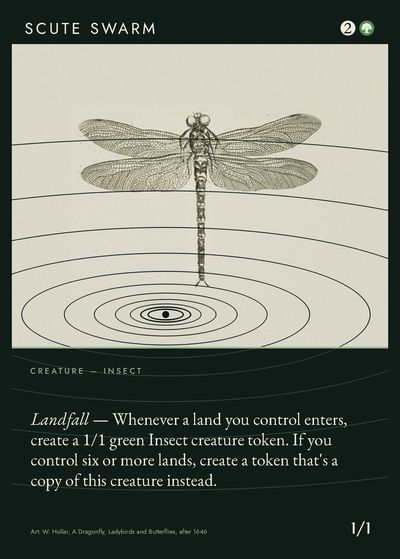 SCUTE SWARM 2
CREATURE — INSECT
Landfall — Whenever a land you control enters,
create a 1/1 green Insect creature token. If you
control six or more lands, create a token that's a
copy of this creature instead.
Art: W. Hollar, A Dragonfly, Ladybirds and Butterflies, after 1646
1/1